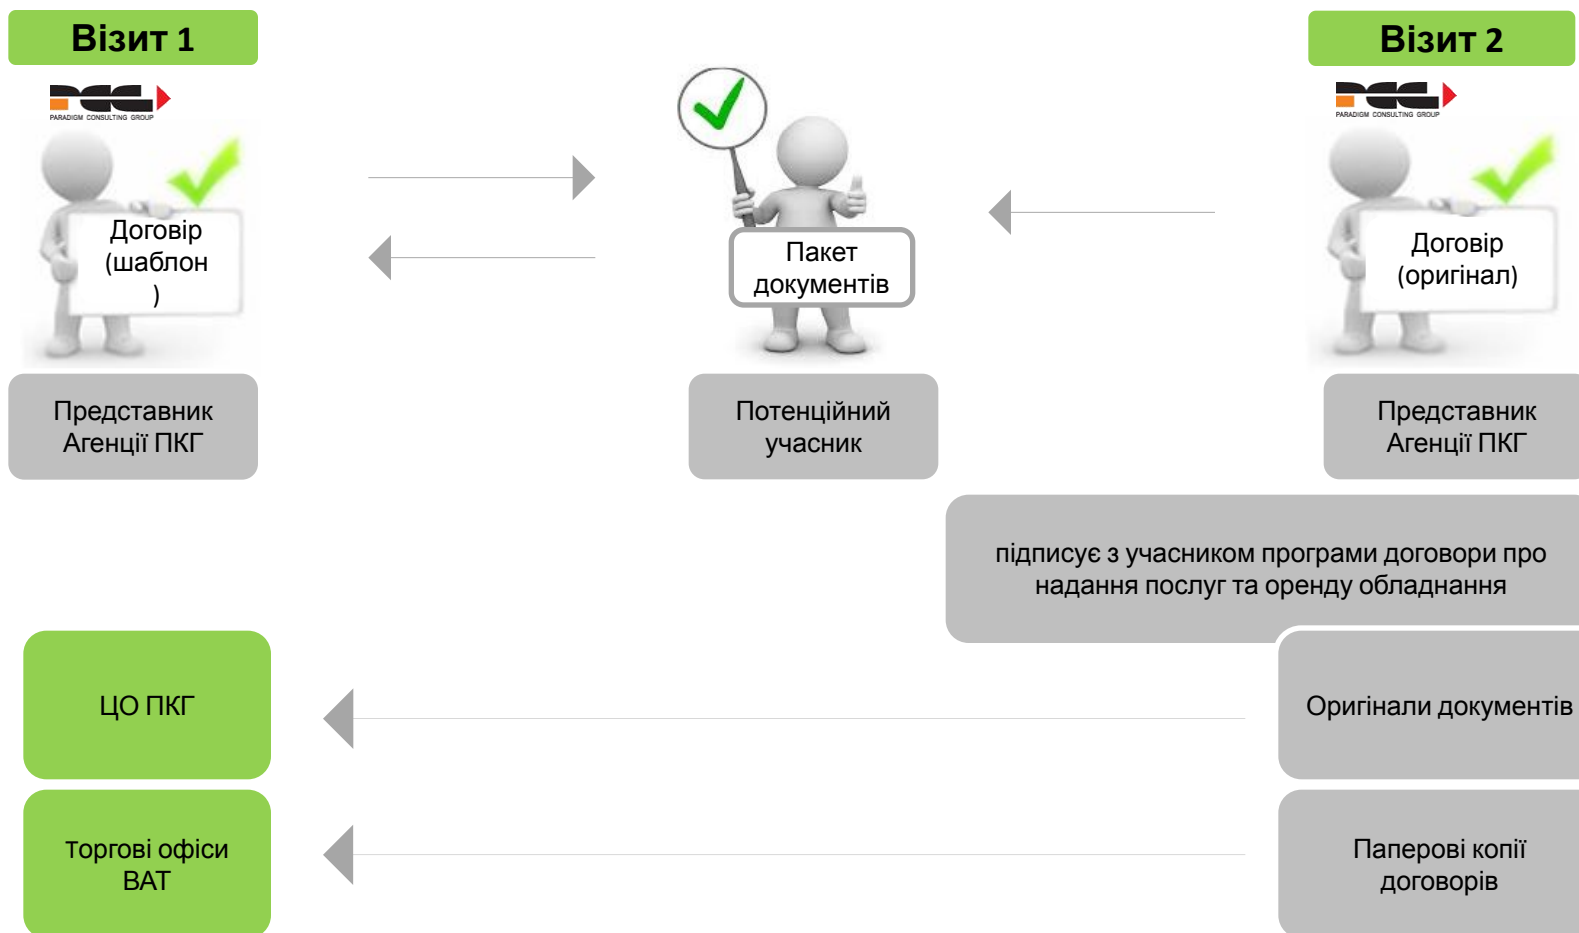 Візит 1
Візит 2
PARADIGM CONSULTING GROUP
PARADIGM CONSULTING GROUP
Договір
(шаблон
)
Пакет
документів
Договір
(оригінал)
Представник
Агенції ПКГ
Потенційний
учасник
Представник
Агенції ПКГ
підписує з учасником програми договори про
надання послуг та оренду обладнання
ЦО ПКГ
Оригінали документів
Торгові офіси
ВАТ
Паперові копії
договорів